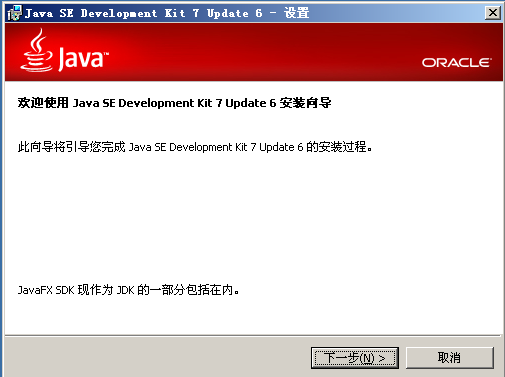 Java SE Development Kit 7 Update 6 - 设置
Java™
ORACLE®
欢迎使用 Java SE Development Kit 7 Update 6 安装向导
此向导将引导您完成 Java SE Development Kit 7 Update 6 的安装过程。
JavaFX SDK 现作为 JDK 的一部分包括在内。
下一步(N) >
取消